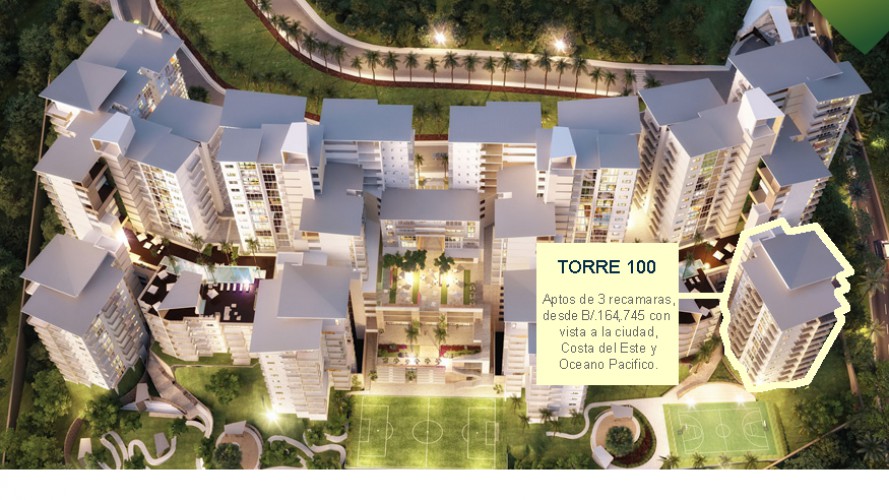 TORRE 100
Aptos de 3 recamaras,
desde B/.164,745 con
vista a la ciudad,
Costa del Este y
Oceano Pacifico.